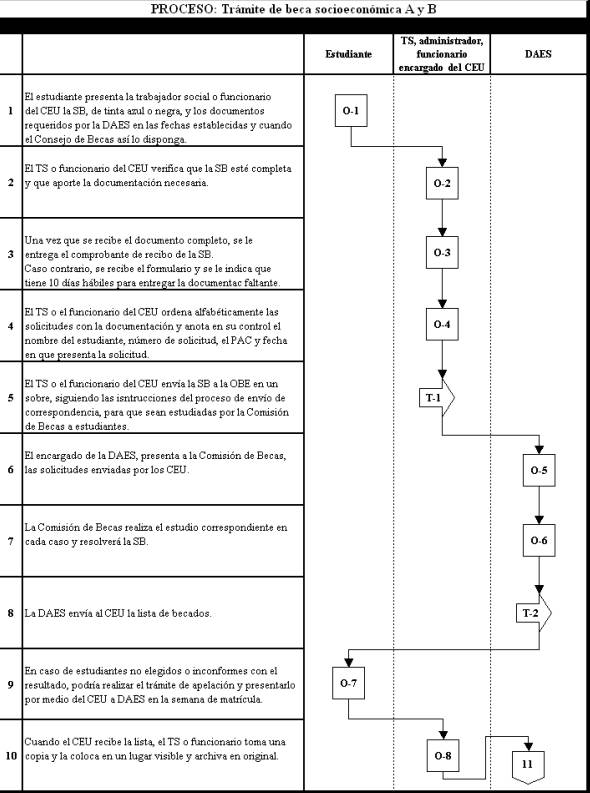 PROCESO: Trámite de beca socioeconómica A y B
Estudiante
TS, administrador,
funcionario
encargado del CEU
DAES
1
El estudiante presenta la trabajador social o funcionario
del CEU la SB, de tinta azul o negra, y los documentos
requeridos por la DAES en las fechas establecidas y cuando
el Consejo de Becas así lo disponga.
O-1
2
El TS o funcionario del CEU verifica que la SB esté completa
y que aporte la documentación necesaria.
O-2
3
Una vez que se recibe el documento completo, se le
entrega el comprobante de recibo de la SB.
Caso contrario, se recibe el formulario y se le indica que
tiene 10 días hábiles para entregar la documentac faltante.
O-3
4
El TS o el funcionario del CEU ordena alfabéticamente las
solicitudes con la documentación y anota en su control el
nombre del estudiante, número de solicitud, el PAC y fecha
en que presenta la solicitud.
O-4
5
El TS o el funcionario del CEU envía la SB a la OBE en un
sobre, siguiendo las isntrucciones del proceso de envío de
correspondencia, para que sean estudiadas por la Comisión
de Becas a estudiantes.
T-1
6
El encargado de la DAES, presenta a la Comisión de Becas,
las solicitudes enviadas por los CEU.
O-5
7
La Comisión de Becas realiza el estudio correspondiente en
cada caso y resolverá la SB.
O-6
8
La DAES envía al CEU la lista de becados.
T-2
9
En caso de estudiantes no elegidos o inconformes con el
resultado, podría realizar el trámite de apelación y presentarlo
por medio del CEU a DAES en la semana de matrícula.
O-7
10
Cuando el CEU recibe la lista, el TS o funcionario toma una
copia y la coloca en un lugar visible y archiva en original.
O-8
11